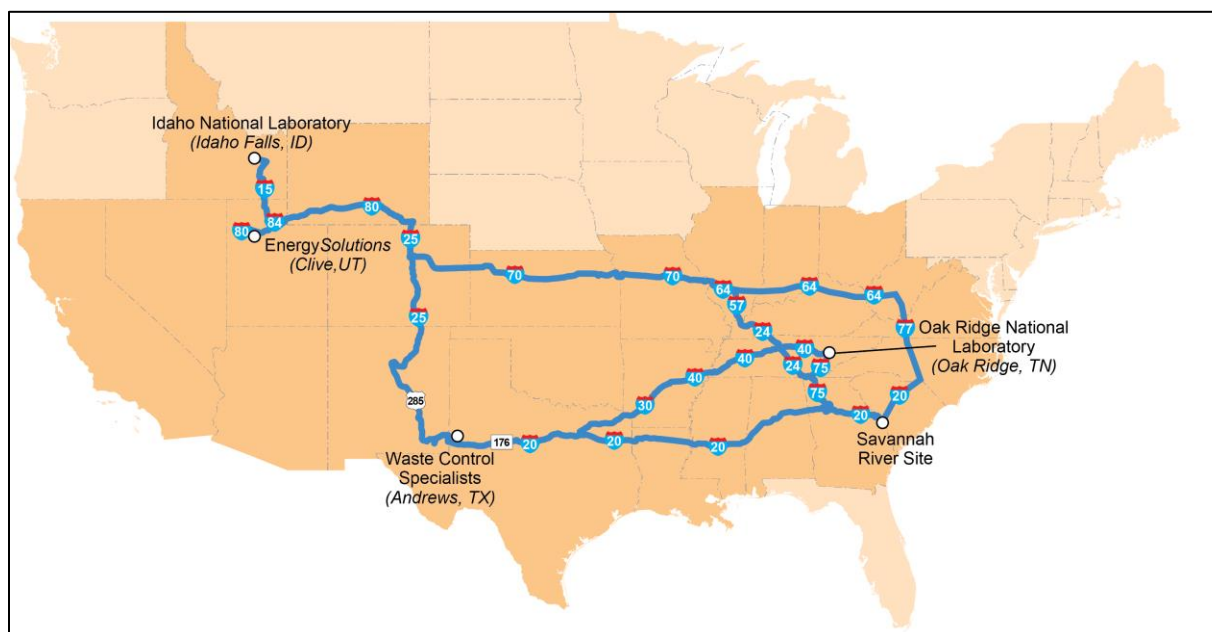 Idaho National Laboratory
(Idaho Falls, ID)
15
80
84
80
EnergySolutions
(Clive,UT)
25
70
70
64
64
64
57
25
77
24
Oak Ridge National
Laboratory
(Oak Ridge, TN)
40
40
24
75
40
75
30
285
20
20
176
20
20
20
Savannah
River Site
Waste Control
Specialists
(Andrews, TX)